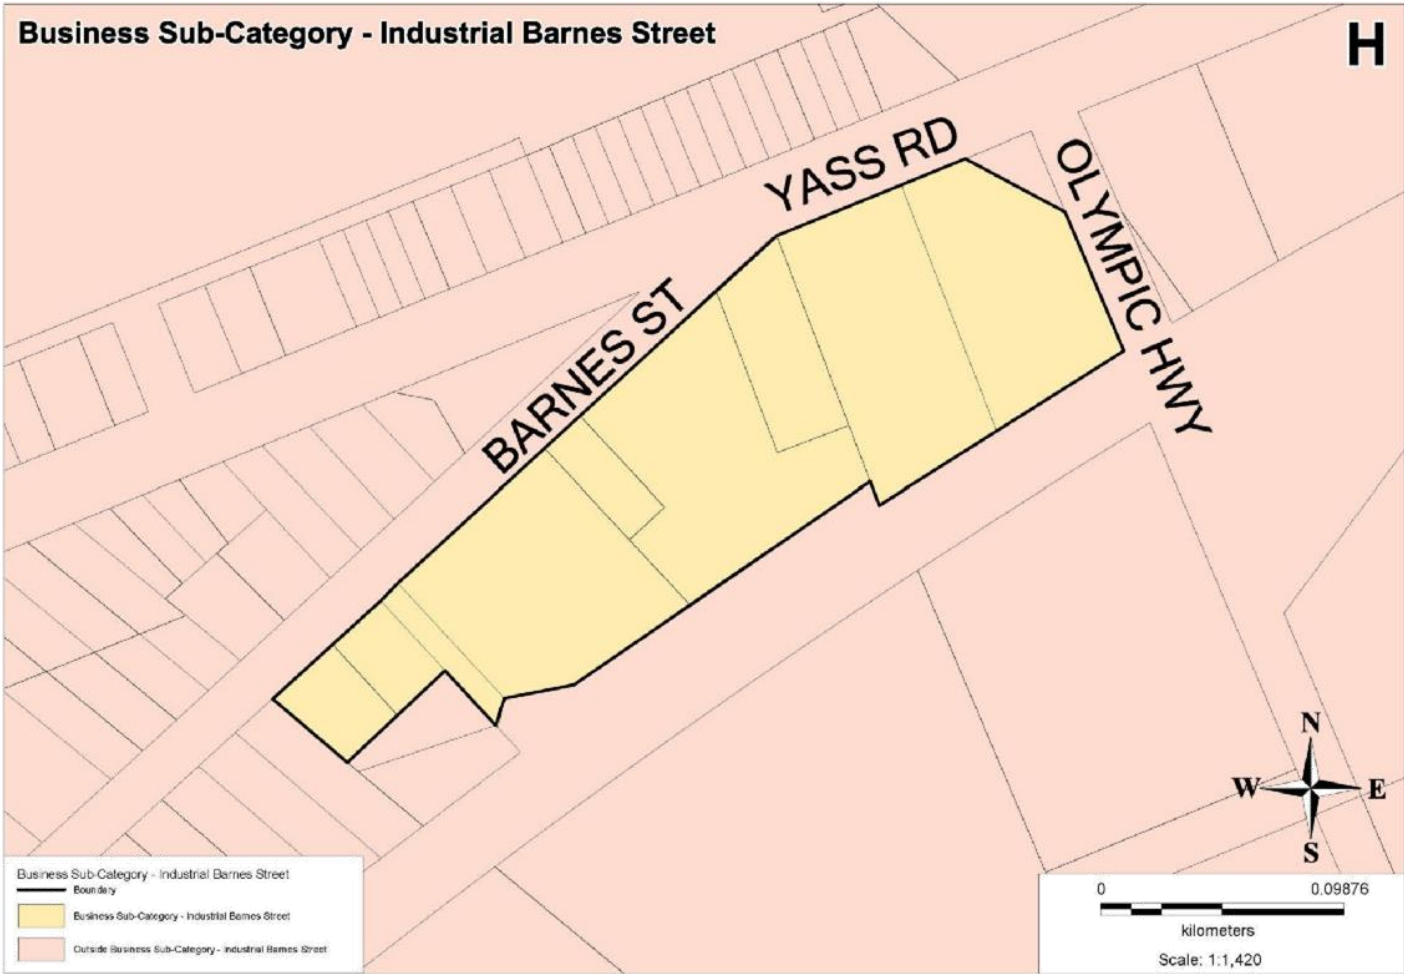 Business Sub-Category - Industrial Barnes Street
H
YASS RD
OLYMPIC HWY
BARNES ST
N
W
E
S
Business Sub-Category - Industrial Barnes Street
Boundary
Business Sub-Category - Industrial Barnes Street
Outside Business Sub-Category - Industrial Barnes Street
0
0.09876
kilometers
Scale: 1:1,420